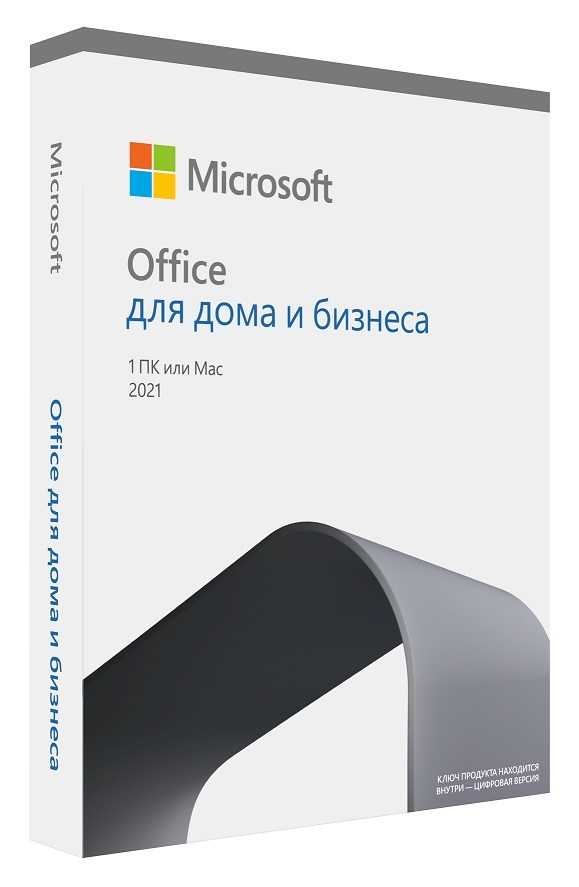 Microsoft
Office для дома и бизнеса
Microsoft
Office
для дома и бизнеса
1 ПК или Mac
2021
КЛЮЧ ПРОДУКТА НАХОДИТСЯ
ВНУТРИ — ЦИФРОВАЯ ВЕРСИЯ